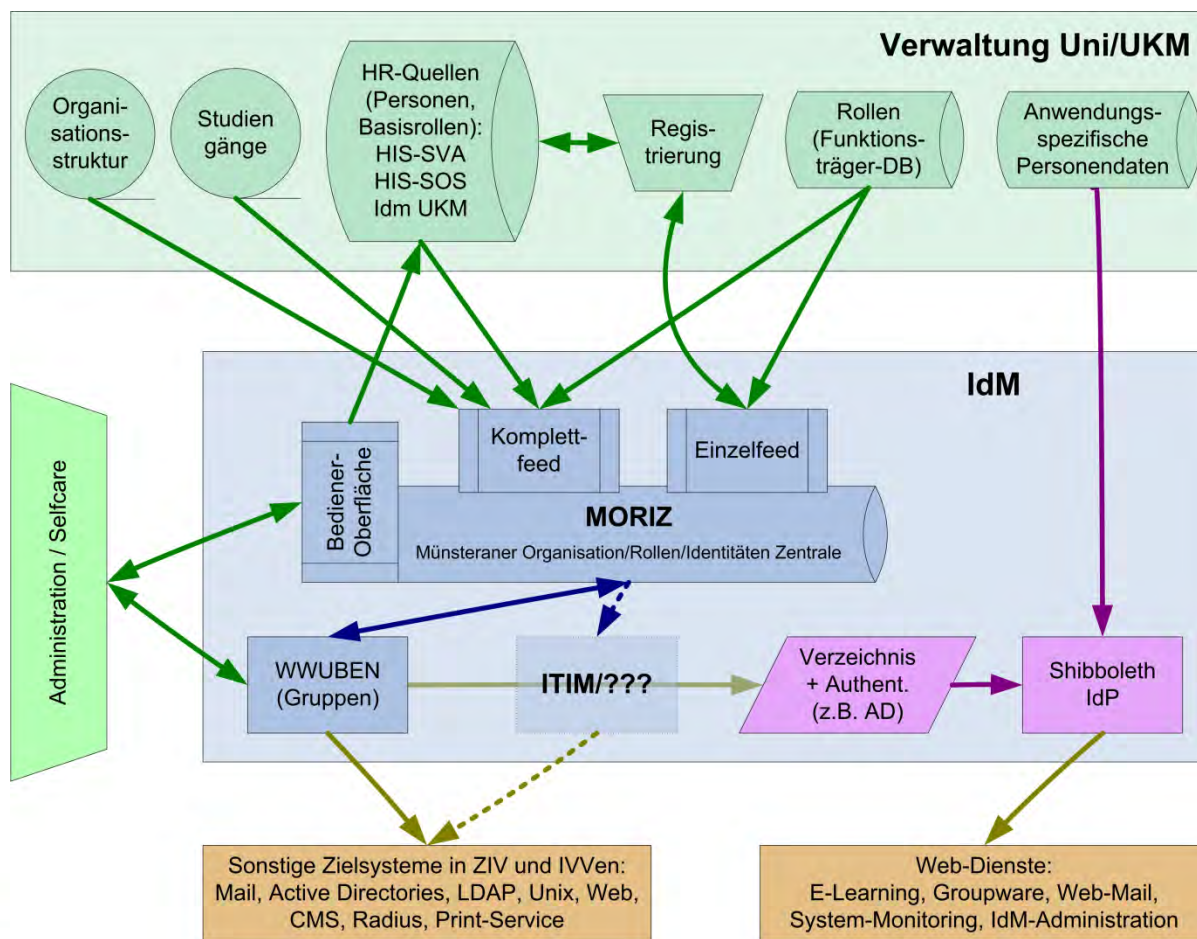 Verwaltung Uni/UKM
Organi-
sations-
struktur
Studien
gänge
HR-Quellen
(Personen,
Basisrollen):
HIS-SVA
HIS-SOS
Idm UKM
Regis-
trierung
Rollen
(Funktions-
träger-DB)
Anwendungs-
spezifische
Personendaten
IdM
Administration / Selfcare
Bediener-
Oberfläche
Komplett-
feed
Einzelfeed
MORIZ
Münsteraner Organisation/Rollen/Identitäten Zentrale
WWUBEN
(Gruppen)
ITIM/???
Verzeichnis
+ Authent.
(z.B. AD)
Shibboleth
IdP
Sonstige Zielsysteme in ZIV und IVVen:
Mail, Active Directories, LDAP, Unix, Web,
CMS, Radius, Print-Service
Web-Dienste:
E-Learning, Groupware, Web-Mail,
System-Monitoring, IdM-Administration